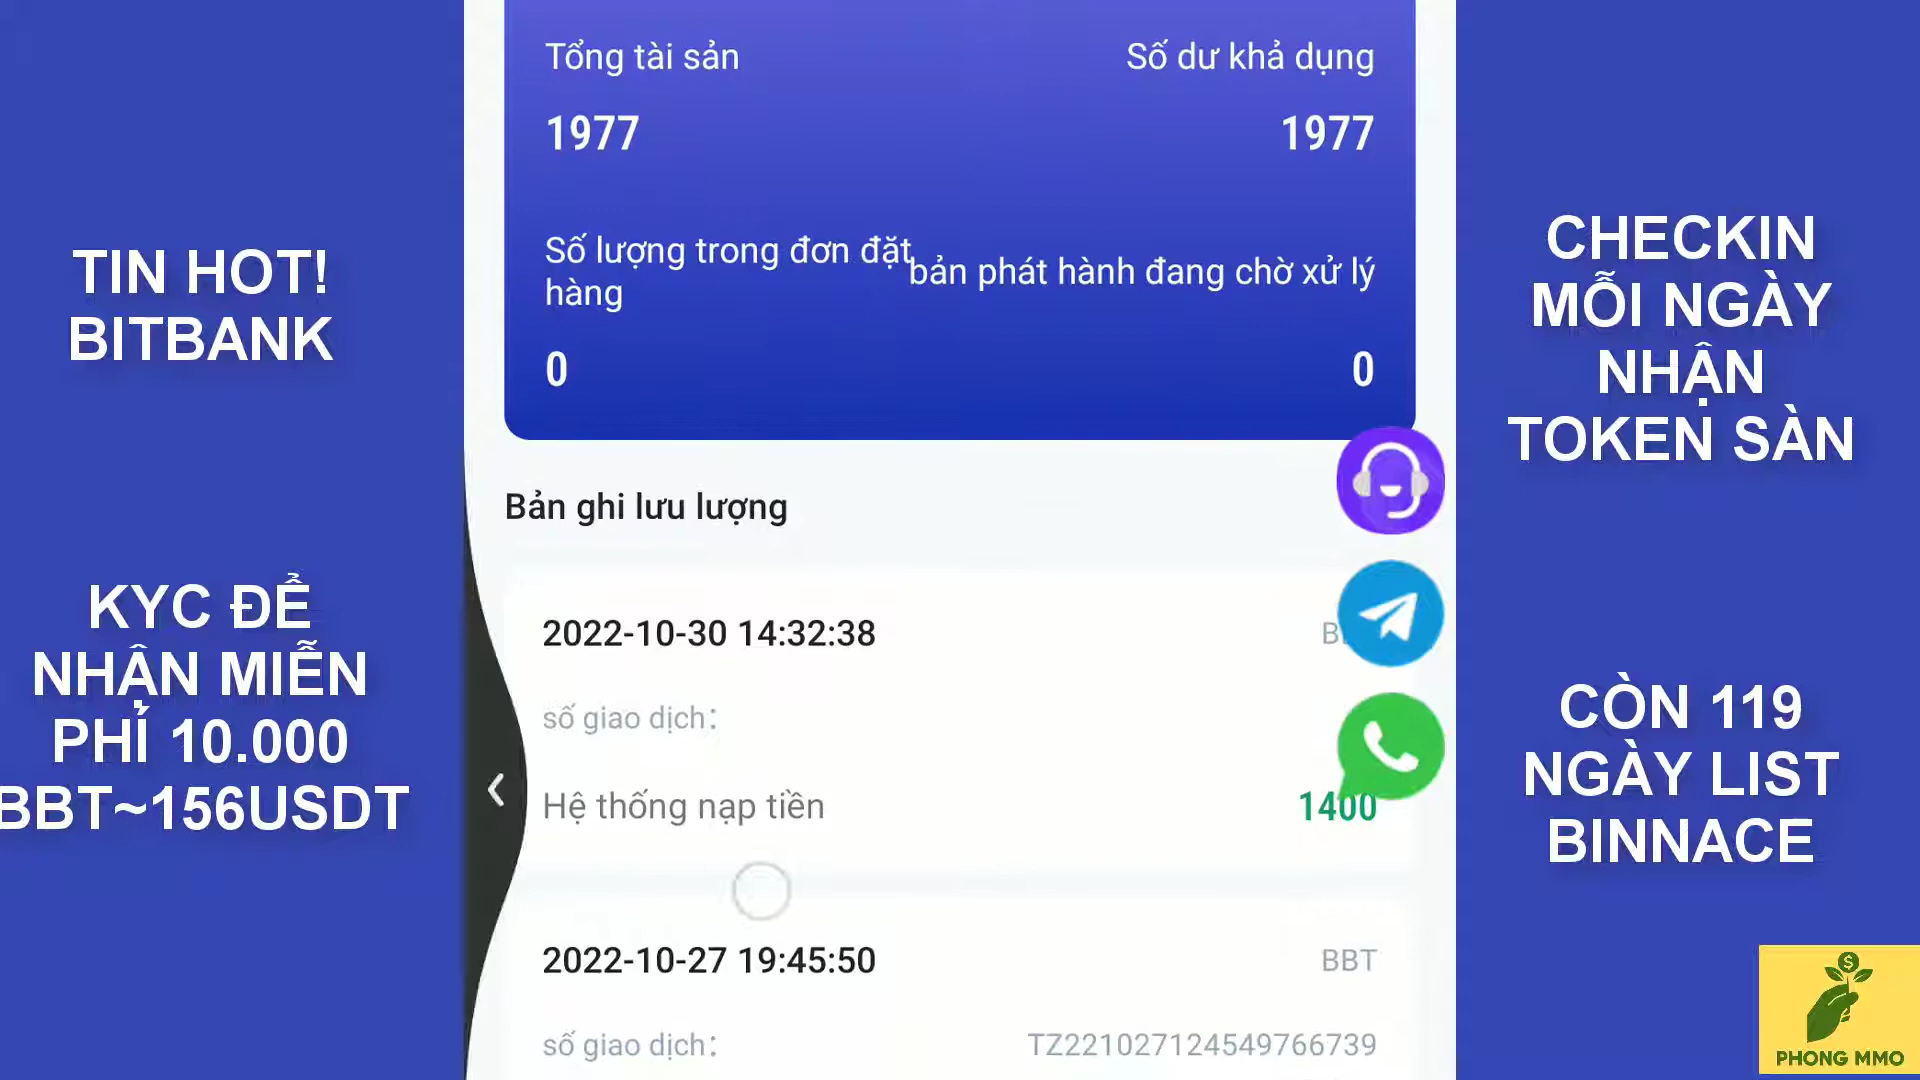 TIN HOT!
BITBANK
KYC ĐỂ
NHẬN MIỄN
PHÍ 10.000
BBT~156USDT
Tổng tài sản
Số dư khả dụng
1977
1977
Số lượng trong đơn đặt
hàng
bản phát hành đang chờ xử lý
0
0
Bản ghi lưu lượng
2022-10-30 14:32:38
số giao dịch:
Hệ thống nạp tiền
1400
2022-10-27 19:45:50
BBT
số giao dịch:
TZ221027124549766739
CHECKIN
MỖI NGÀY
NHẬN
TOKEN SÀN
CÒN 119
NGÀY LIST
BINNACE
PHONG MMO